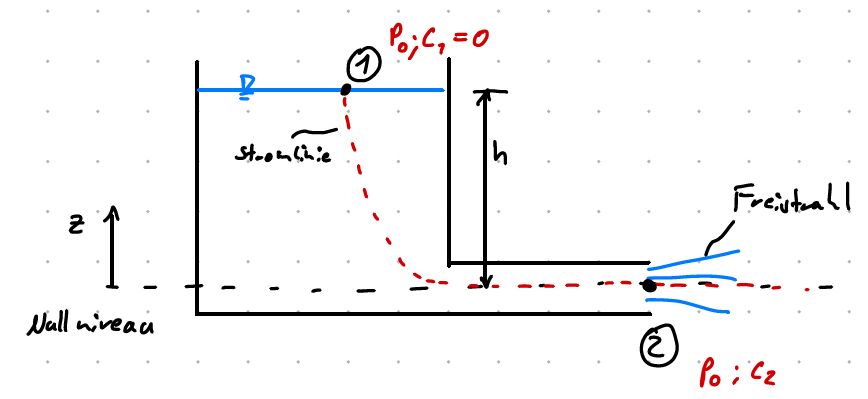 P₀; C₁ = 0
1
Stromlinie
h
z
Freistrahl
Nullniveau
2
P₀; C₂